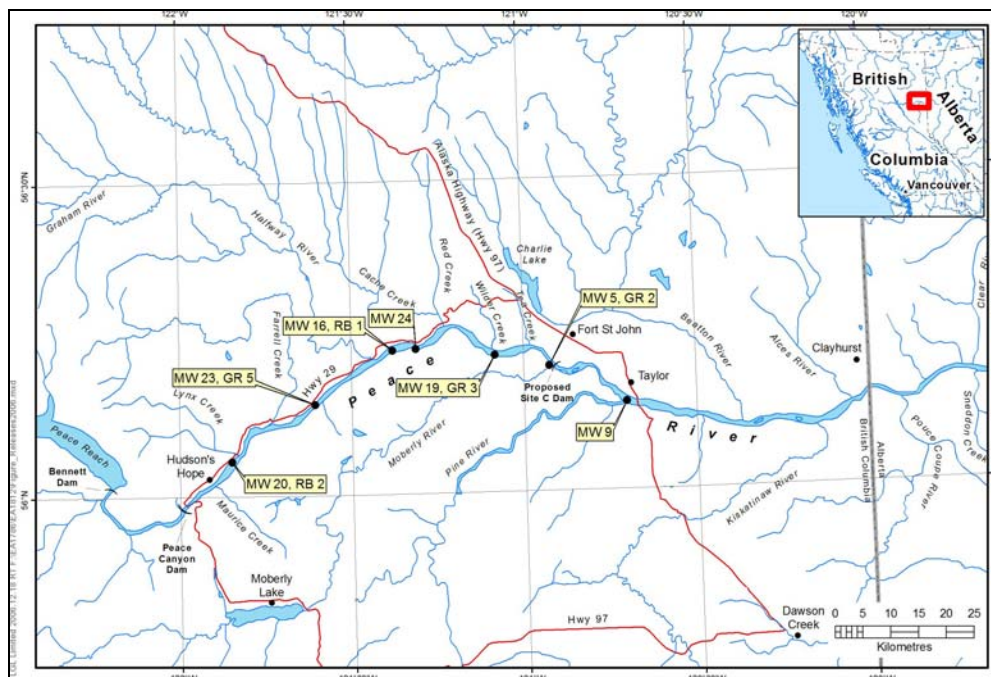 122°W
121°30'W
121°W
120°30'W
120°W
British
Alberta
Columbia
Vancouver
56°30'N
Graham River
Halfway River
Cache Creek
Red Creek
(Alaska Highway (Hwy 97)
Charlie
Lake
Wilder Creek
Tea Creek
Farrell Creek
MW 16, RB 1
MW 24
MW 5, GR 2
Fort St John
Beatton River
Alces River
Clear
Clayhurst
MW 23, GR 5
Hwy 29
Peace
MW 19, GR 3
Proposed
Site C Dam
Taylor
Lynx Creek
Moberly River
Pine River
MW 9
River
Peace Reach
Bennett
Dam
Hudson's
Hope
MW 20, RB 2
Maurice Creek
Peace
Canyon
Dam
56°N
Kiskatinaw River
Alberta
British Columbia
Pouce Coupe River
Sneddon Creek
Moberly
Lake
Hwy 97
Dawson
Creek
0 5 10 15 20 25
Kilometres